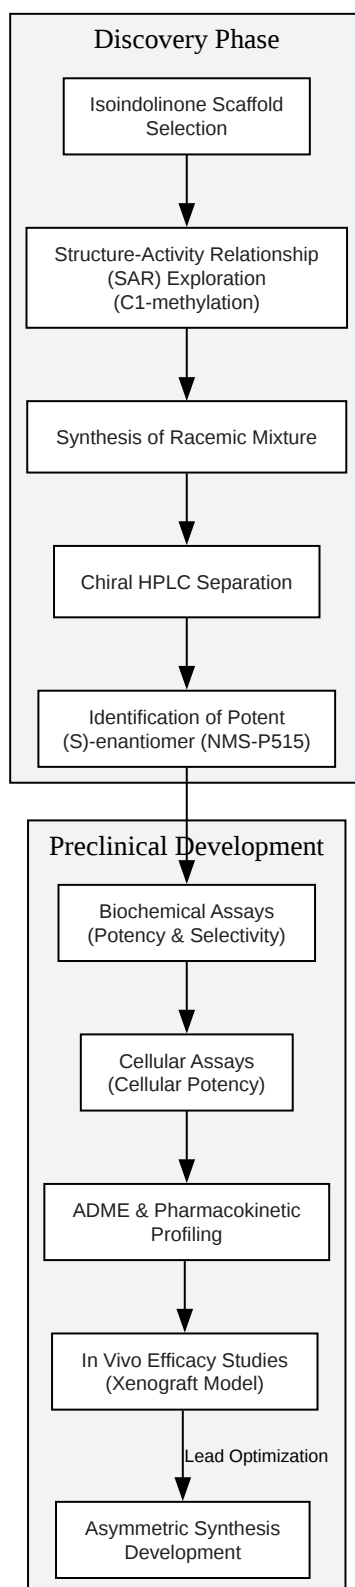 Discovery Phase
Isoindolinone Scaffold
Selection
Structure-Activity Relationship
(SAR) Exploration
(C1-methylation)
Synthesis of Racemic Mixture
Chiral HPLC Separation
Identification of Potent
(S)-enantiomer (NMS-P515)
Preclinical Development
Biochemical Assays
(Potency & Selectivity)
Cellular Assays
(Cellular Potency)
ADME & Pharmacokinetic
Profiling
In Vivo Efficacy Studies
(Xenograft Model)
Lead Optimization
Asymmetric Synthesis
Development